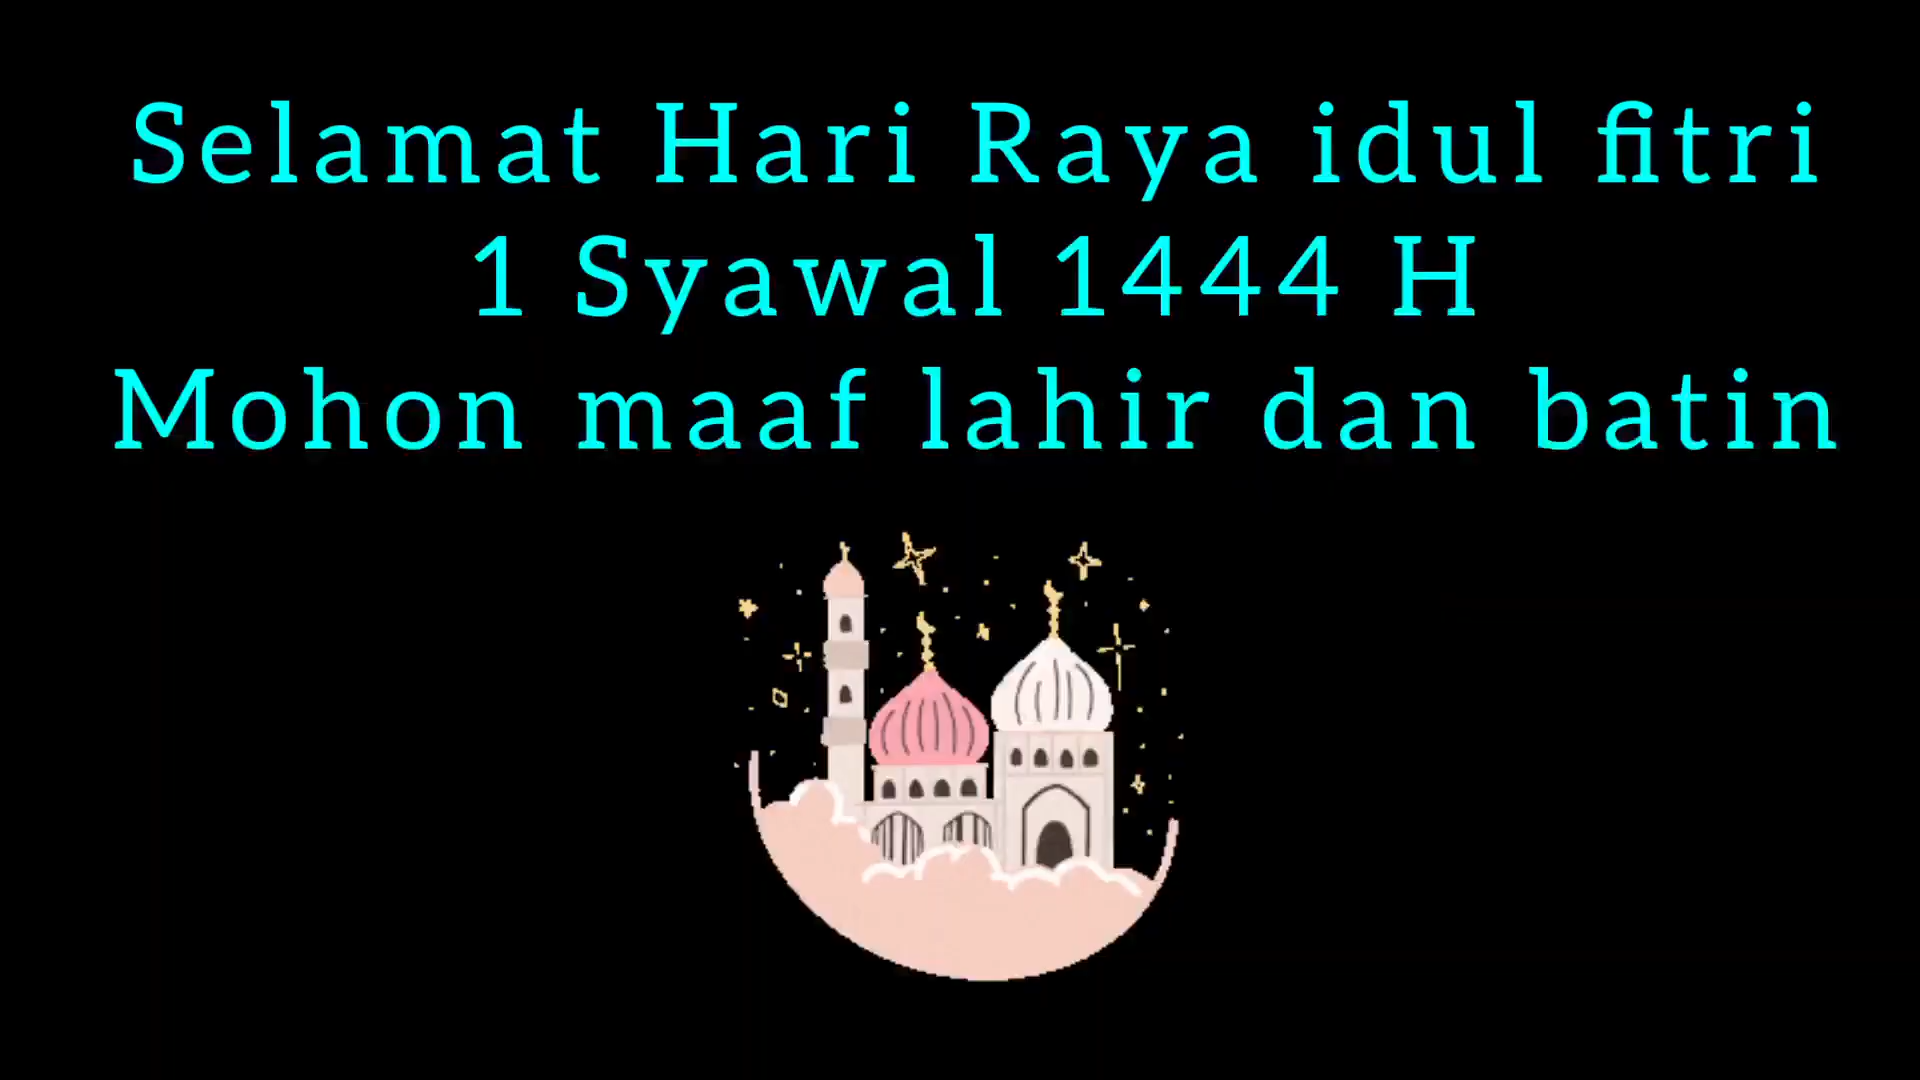 Selamat Hari Raya idul fitri
1 Syawal 1444 H
Mohon maaf lahir dan batin